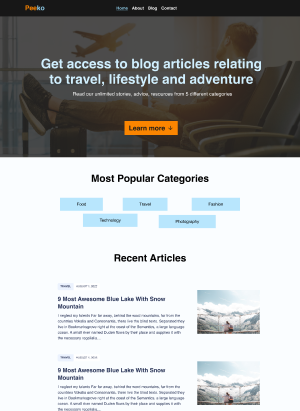 Peeko
Home About Blog Contact
Get access to blog articles relating
to travel, lifestyle and adventure
Read our unlimited stories, advice, resources from 5 different categories
Learn more ↓
Most Popular Categories
Food Travel Fashion
Technology Photography
Recent Articles
TRAVEL AUGUST 1, 2022
9 Most Awesome Blue Lake With Snow
Mountain
I neglect my talents Far far away, behind the word mountains, far from the
countries Vokalia and Consonantia, there live the blind texts. Separated they
live in Bookmarksgrove right at the coast of the Semantics, a large language
ocean. A small river named Duden flows by their place and supplies it with
the necessary regelialia...
TRAVEL AUGUST 1, 2022
9 Most Awesome Blue Lake With Snow
Mountain
I neglect my talents Far far away, behind the word mountains, far from the
countries Vokalia and Consonantia, there live the blind texts. Separated they
live in Bookmarksgrove right at the coast of the Semantics, a large language
ocean. A small river named Duden flows by their place and supplies it with
the necessary regelialia...